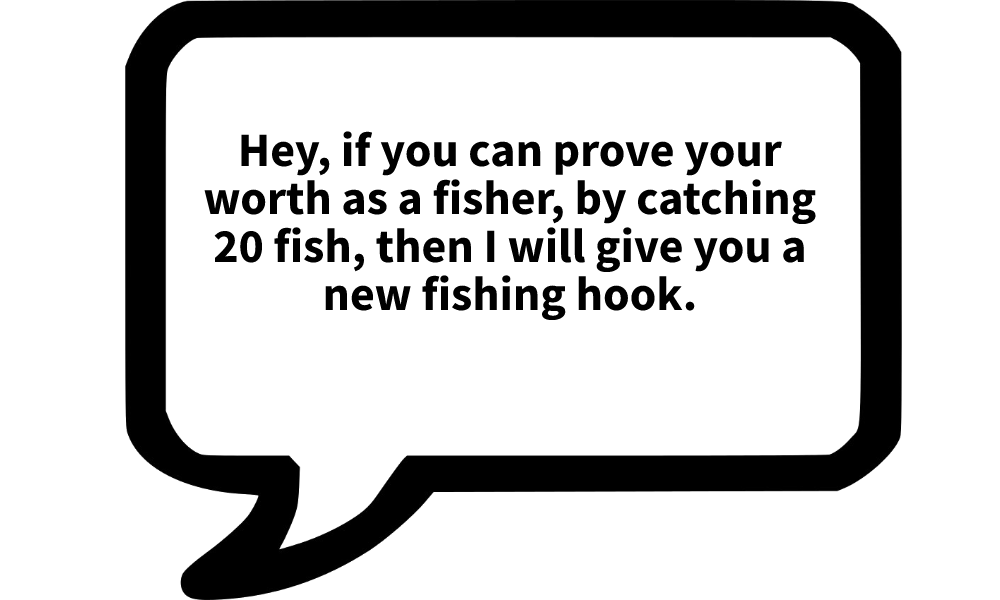 Hey, if you can prove your
worth as a fisher, by catching
20 fish, then I will give you a
new fishing hook.